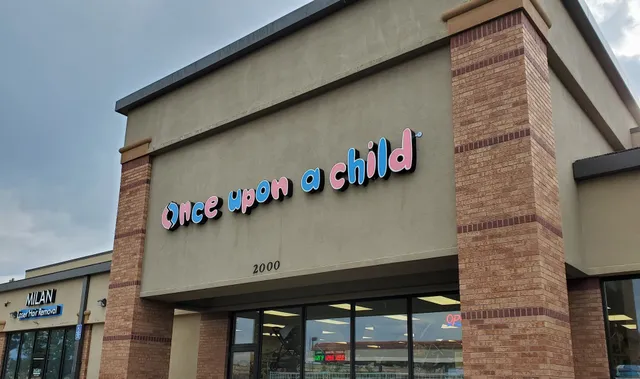 Once upon a child
2000
MILAN
Laser Hair Removal
OPEN